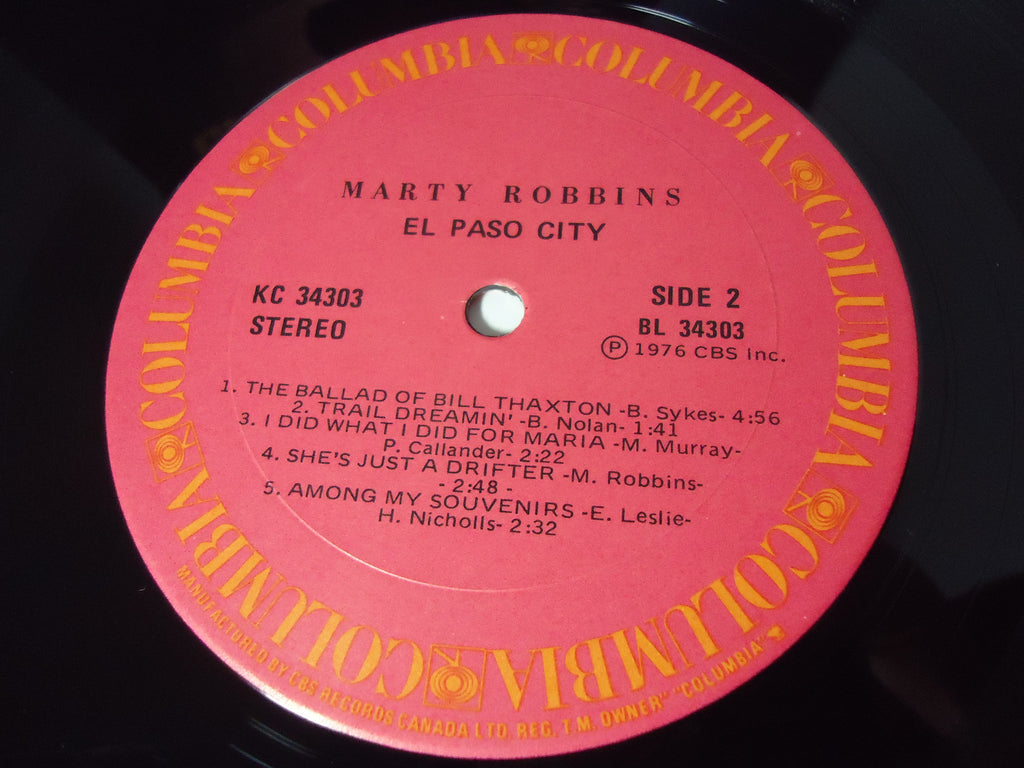 COLUMBIA COLUMBIA COLUMBIA COLUMBIA COLUMBIA COLUMBIA
MARTY ROBBINS
EL PASO CITY
KC 34303
STEREO
SIDE 2
BL 34303
Ⓟ 1976 CBS Inc.
1. THE BALLAD OF BILL THAXTON -B. Sykes- 4:56
2. TRAIL DREAMIN' -B. Nolan- 1:41
3. I DID WHAT I DID FOR MARIA -M. Murray-
P. Callander- 2:22
4. SHE'S JUST A DRIFTER -M. Robbins-
- 2:48 -
5. AMONG MY SOUVENIRS -E. Leslie-
H. Nicholls- 2:32
MANUFACTURED BY CBS RECORDS CANADA LTD. REG. T.M. OWNER" "COLUMBIA"